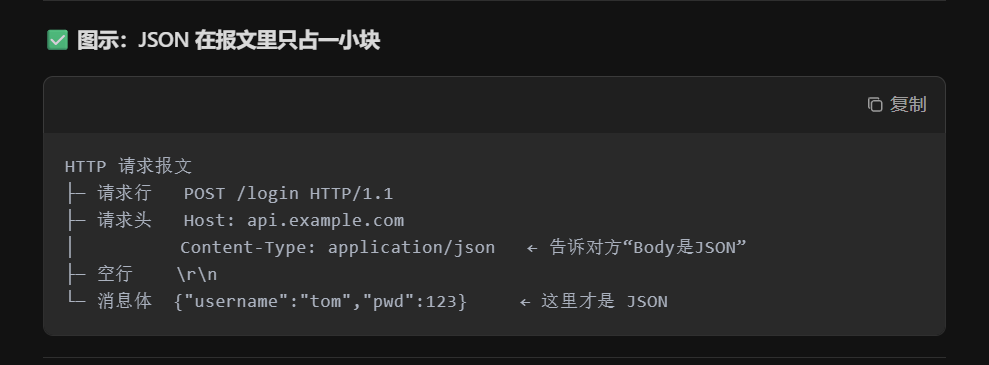 ✅ 图示：JSON 在报文里只占一小块
复制
HTTP 请求报文
├─ 请求行   POST /login HTTP/1.1
├─ 请求头   Host: api.example.com
│          Content-Type: application/json   ← 告诉对方“Body是JSON”
├─ 空行    \r\n
└─ 消息体  {"username":"tom","pwd":123}     ← 这里才是 JSON